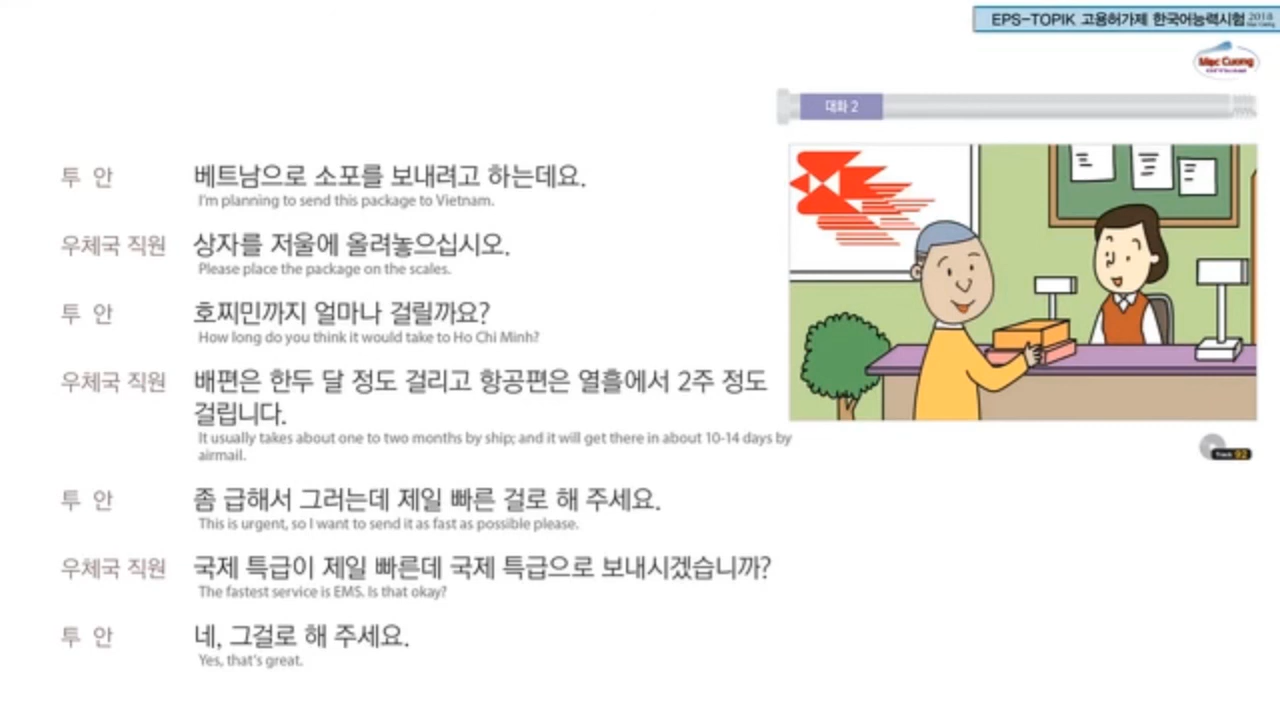 EPS-TOPIK 고용허가제 한국어능력시험 2018
Mạc Cương
대화 2
투 안 베트남으로 소포를 보내려고 하는데요.
I'm planning to send this package to Vietnam.
우체국 직원 상자를 저울에 올려놓으십시오.
Please place the package on the scales.
투 안 호찌민까지 얼마나 걸릴까요?
How long do you think it would take to Ho Chi Minh?
우체국 직원 배편은 한두 달 정도 걸리고 항공편은 열흘에서 2주 정도
걸립니다.
It usually takes about one to two months by ship; and it will get there in about 10-14 days by
airmail.
투 안 좀 급해서 그러는데 제일 빠른 걸로 해 주세요.
This is urgent, so I want to send it as fast as possible please.
우체국 직원 국제 특급이 제일 빠른데 국제 특급으로 보내시겠습니까?
The fastest service is EMS. Is that okay?
투 안 네, 그걸로 해 주세요.
Yes, that's great.
Track 92